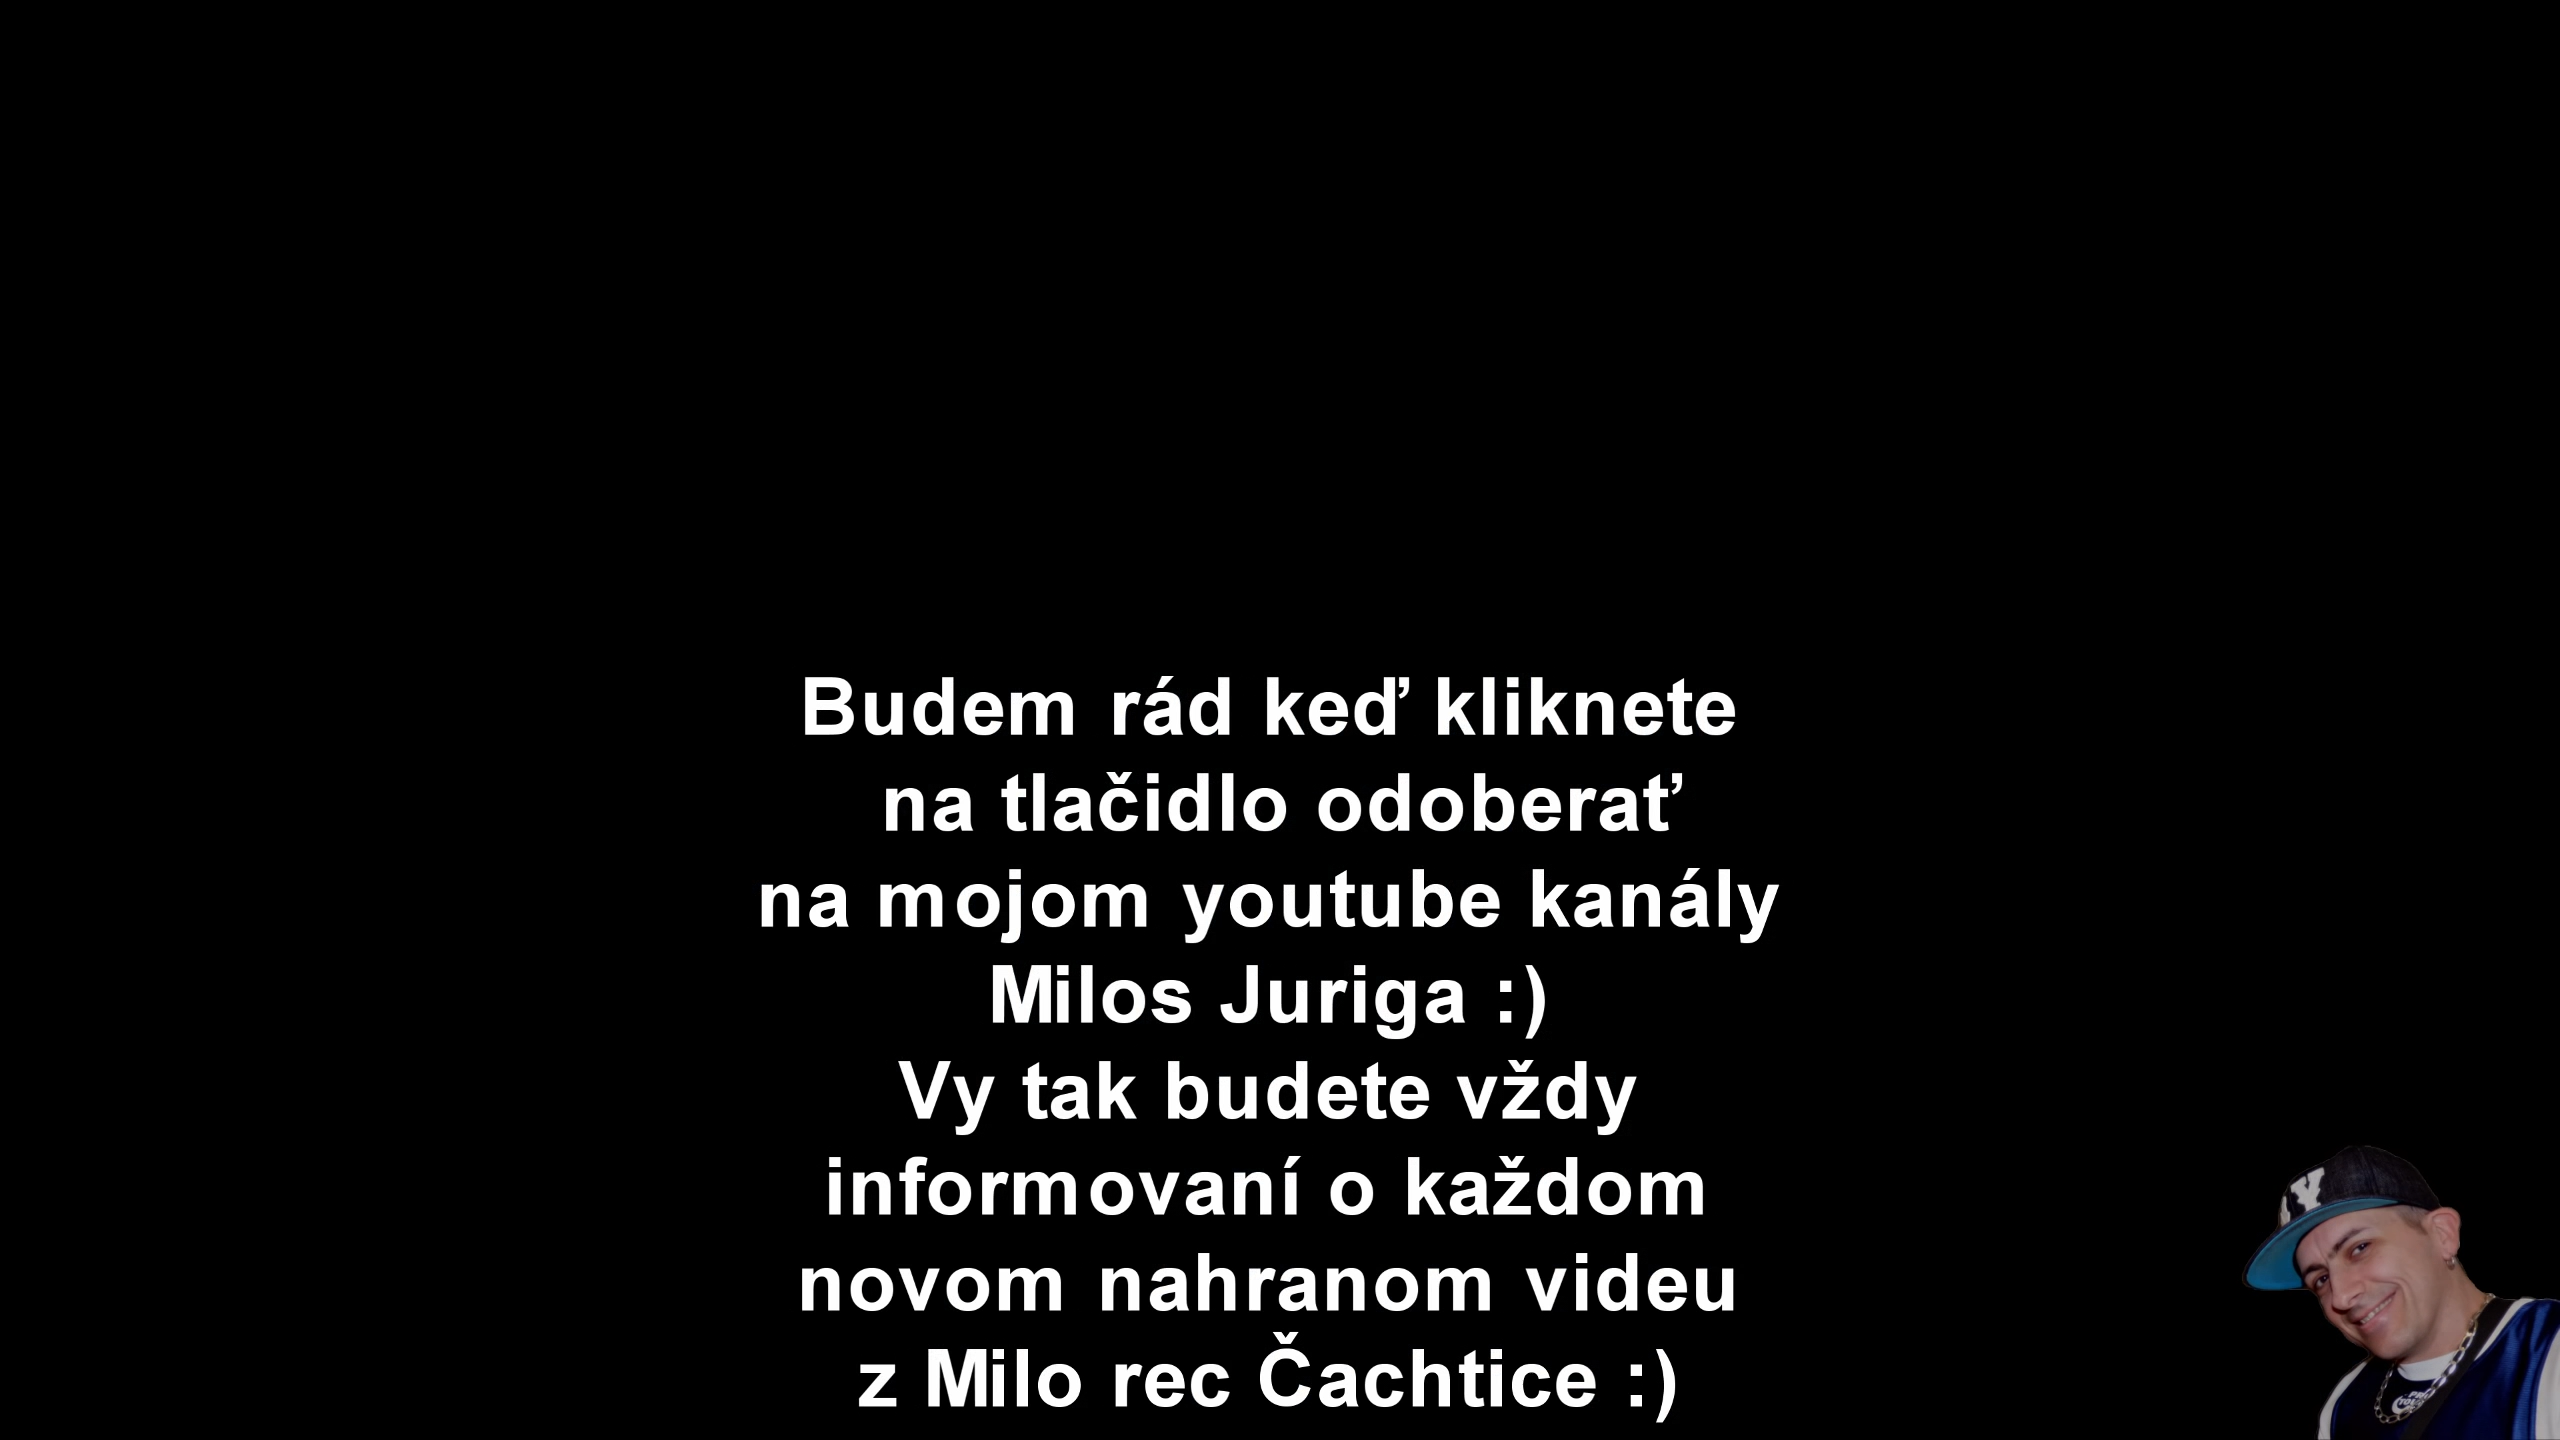 Budem rád keď kliknete
na tlačidlo odoberať
na mojom youtube kanály
Milos Juriga :)
Vy tak budete vždy
informovaní o každom
novom nahranom videu
z Milo rec Čachtice :)